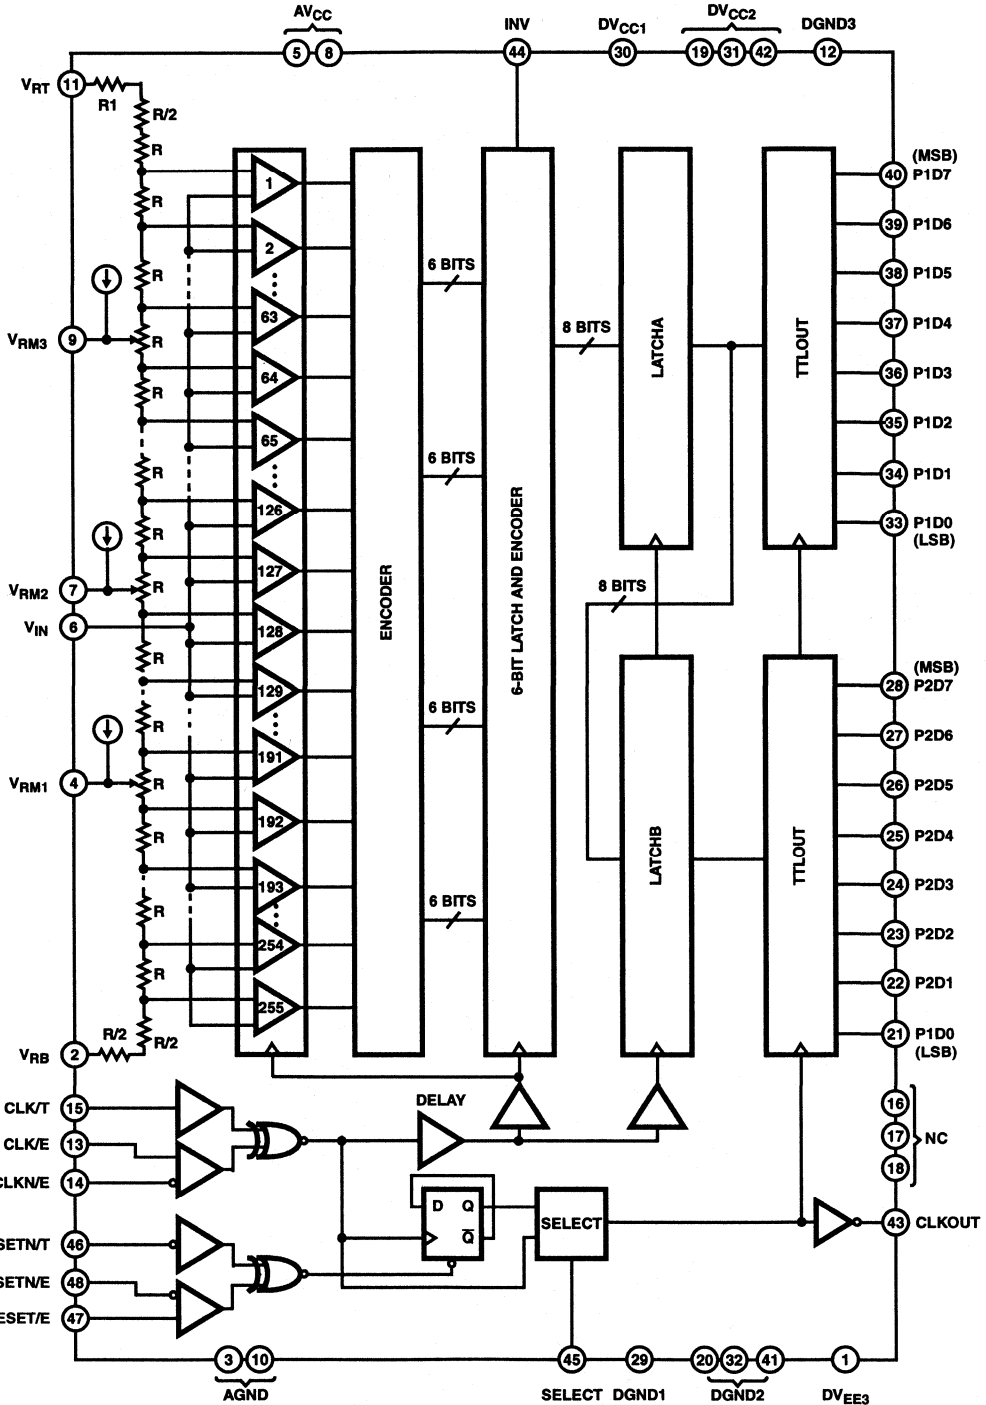 AVCC
INV
DVCC1
DVCC2
DGND3
5 8 44 30 19 31 42 12
VRT 11
R1
R/2
R
R
R
R
R
R
R
R
R
R
R
R
R
R
R/2
R/2
VRM3 9
VRM2 7
VIN 6
VRM1 4
VRB 2
1
2
63
64
65
126
127
128
129
191
192
193
254
255
ENCODER
6 BITS
6 BITS
6 BITS
6 BITS
6-BIT LATCH AND ENCODER
8 BITS
LATCHA
TTLOUT
8 BITS
LATCHB
TTLOUT
(MSB)
40 P1D7
39 P1D6
38 P1D5
37 P1D4
36 P1D3
35 P1D2
34 P1D1
33 P1D0
(LSB)
(MSB)
28 P2D7
27 P2D6
26 P2D5
25 P2D4
24 P2D3
23 P2D2
22 P2D1
21 P1D0
(LSB)
16
17 NC
18
43 CLKOUT
CLK/T 15
CLK/E 13
CLKN/E 14
SETN/T 46
SETN/E 48
ESET/E 47
DELAY
D Q
Q̅
SELECT
3 10 45 29 20 32 41 1
AGND
SELECT
DGND1
DGND2
DVEE3